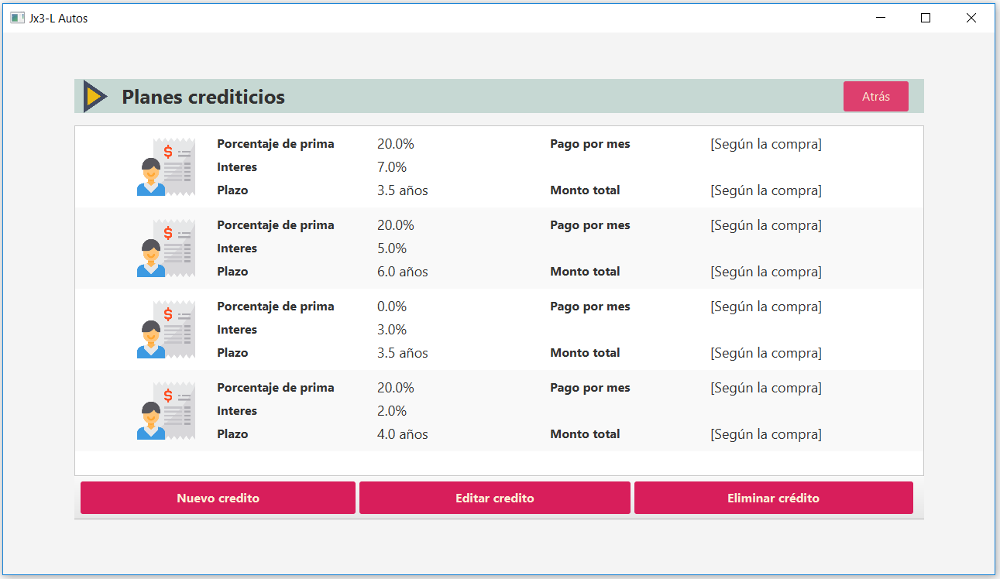 Jx3-L Autos
Planes crediticios Atrás
Porcentaje de prima 20.0% Pago por mes [Según la compra]
Interes 7.0%
Plazo 3.5 años Monto total [Según la compra]
Porcentaje de prima 20.0% Pago por mes [Según la compra]
Interes 5.0%
Plazo 6.0 años Monto total [Según la compra]
Porcentaje de prima 0.0% Pago por mes [Según la compra]
Interes 3.0%
Plazo 3.5 años Monto total [Según la compra]
Porcentaje de prima 20.0% Pago por mes [Según la compra]
Interes 2.0%
Plazo 4.0 años Monto total [Según la compra]
Nuevo credito Editar credito Eliminar crédito